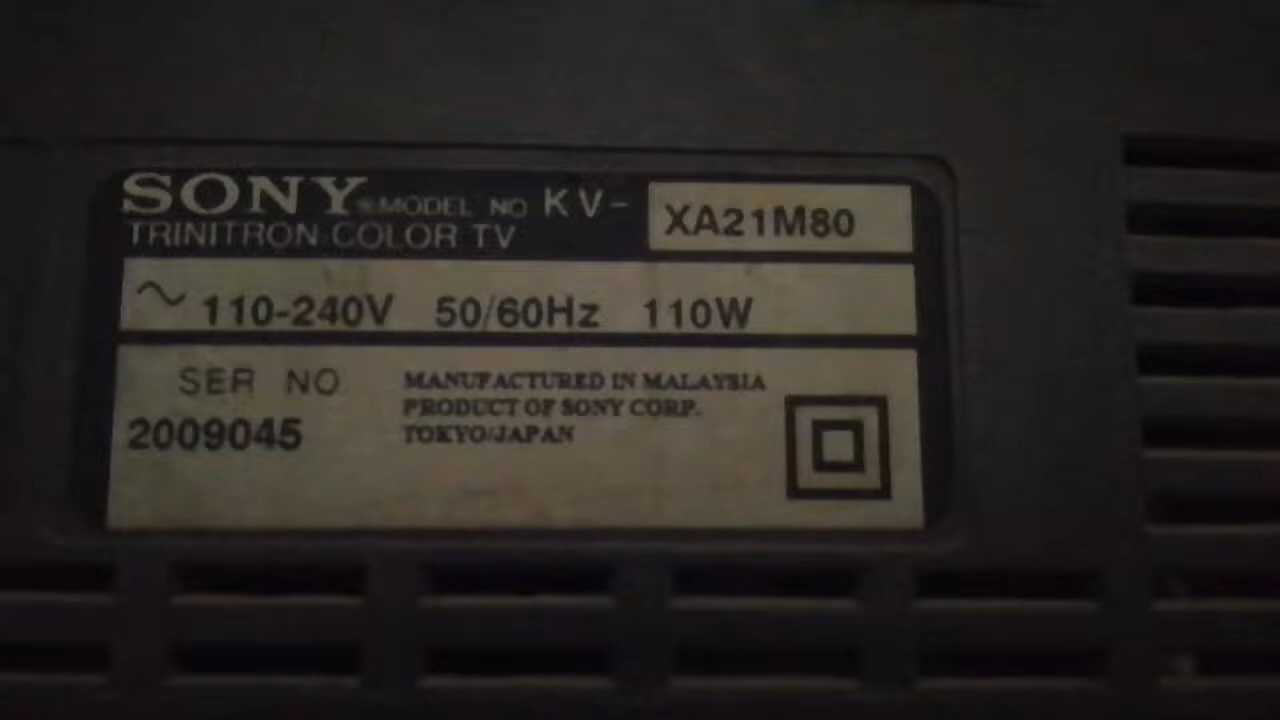 SONY® MODEL NO KV- XA21M80
TRINITRON COLOR TV
~ 110-240V 50/60Hz 110W
SER NO
2009045
MANUFACTURED IN MALAYSIA
PRODUCT OF SONY CORP.
TOKYO/JAPAN